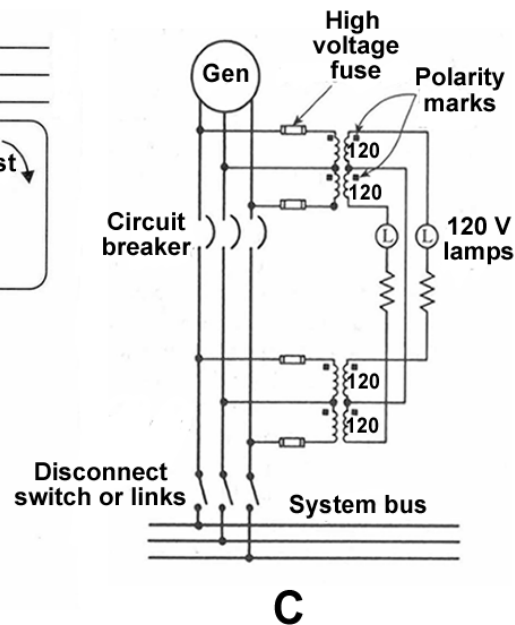 High
voltage
fuse
Gen
Polarity
marks
st
120
120
Circuit
breaker
L
L
120 V
lamps
120
120
Disconnect
switch or links
System bus
C